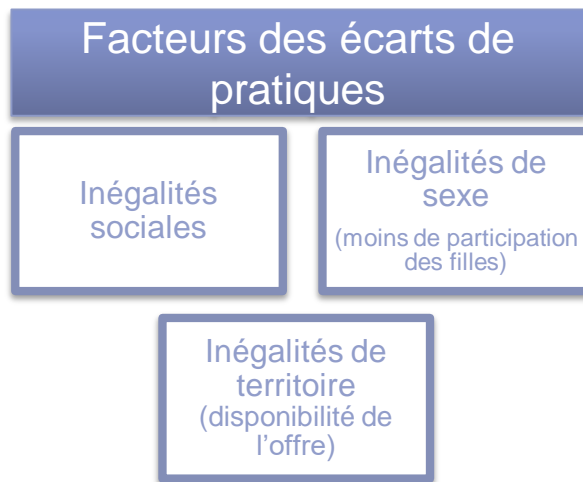 Facteurs des écarts de
pratiques
Inégalités
sociales
Inégalités de
sexe
(moins de participation
des filles)
Inégalités de
territoire
(disponibilité de
l’offre)